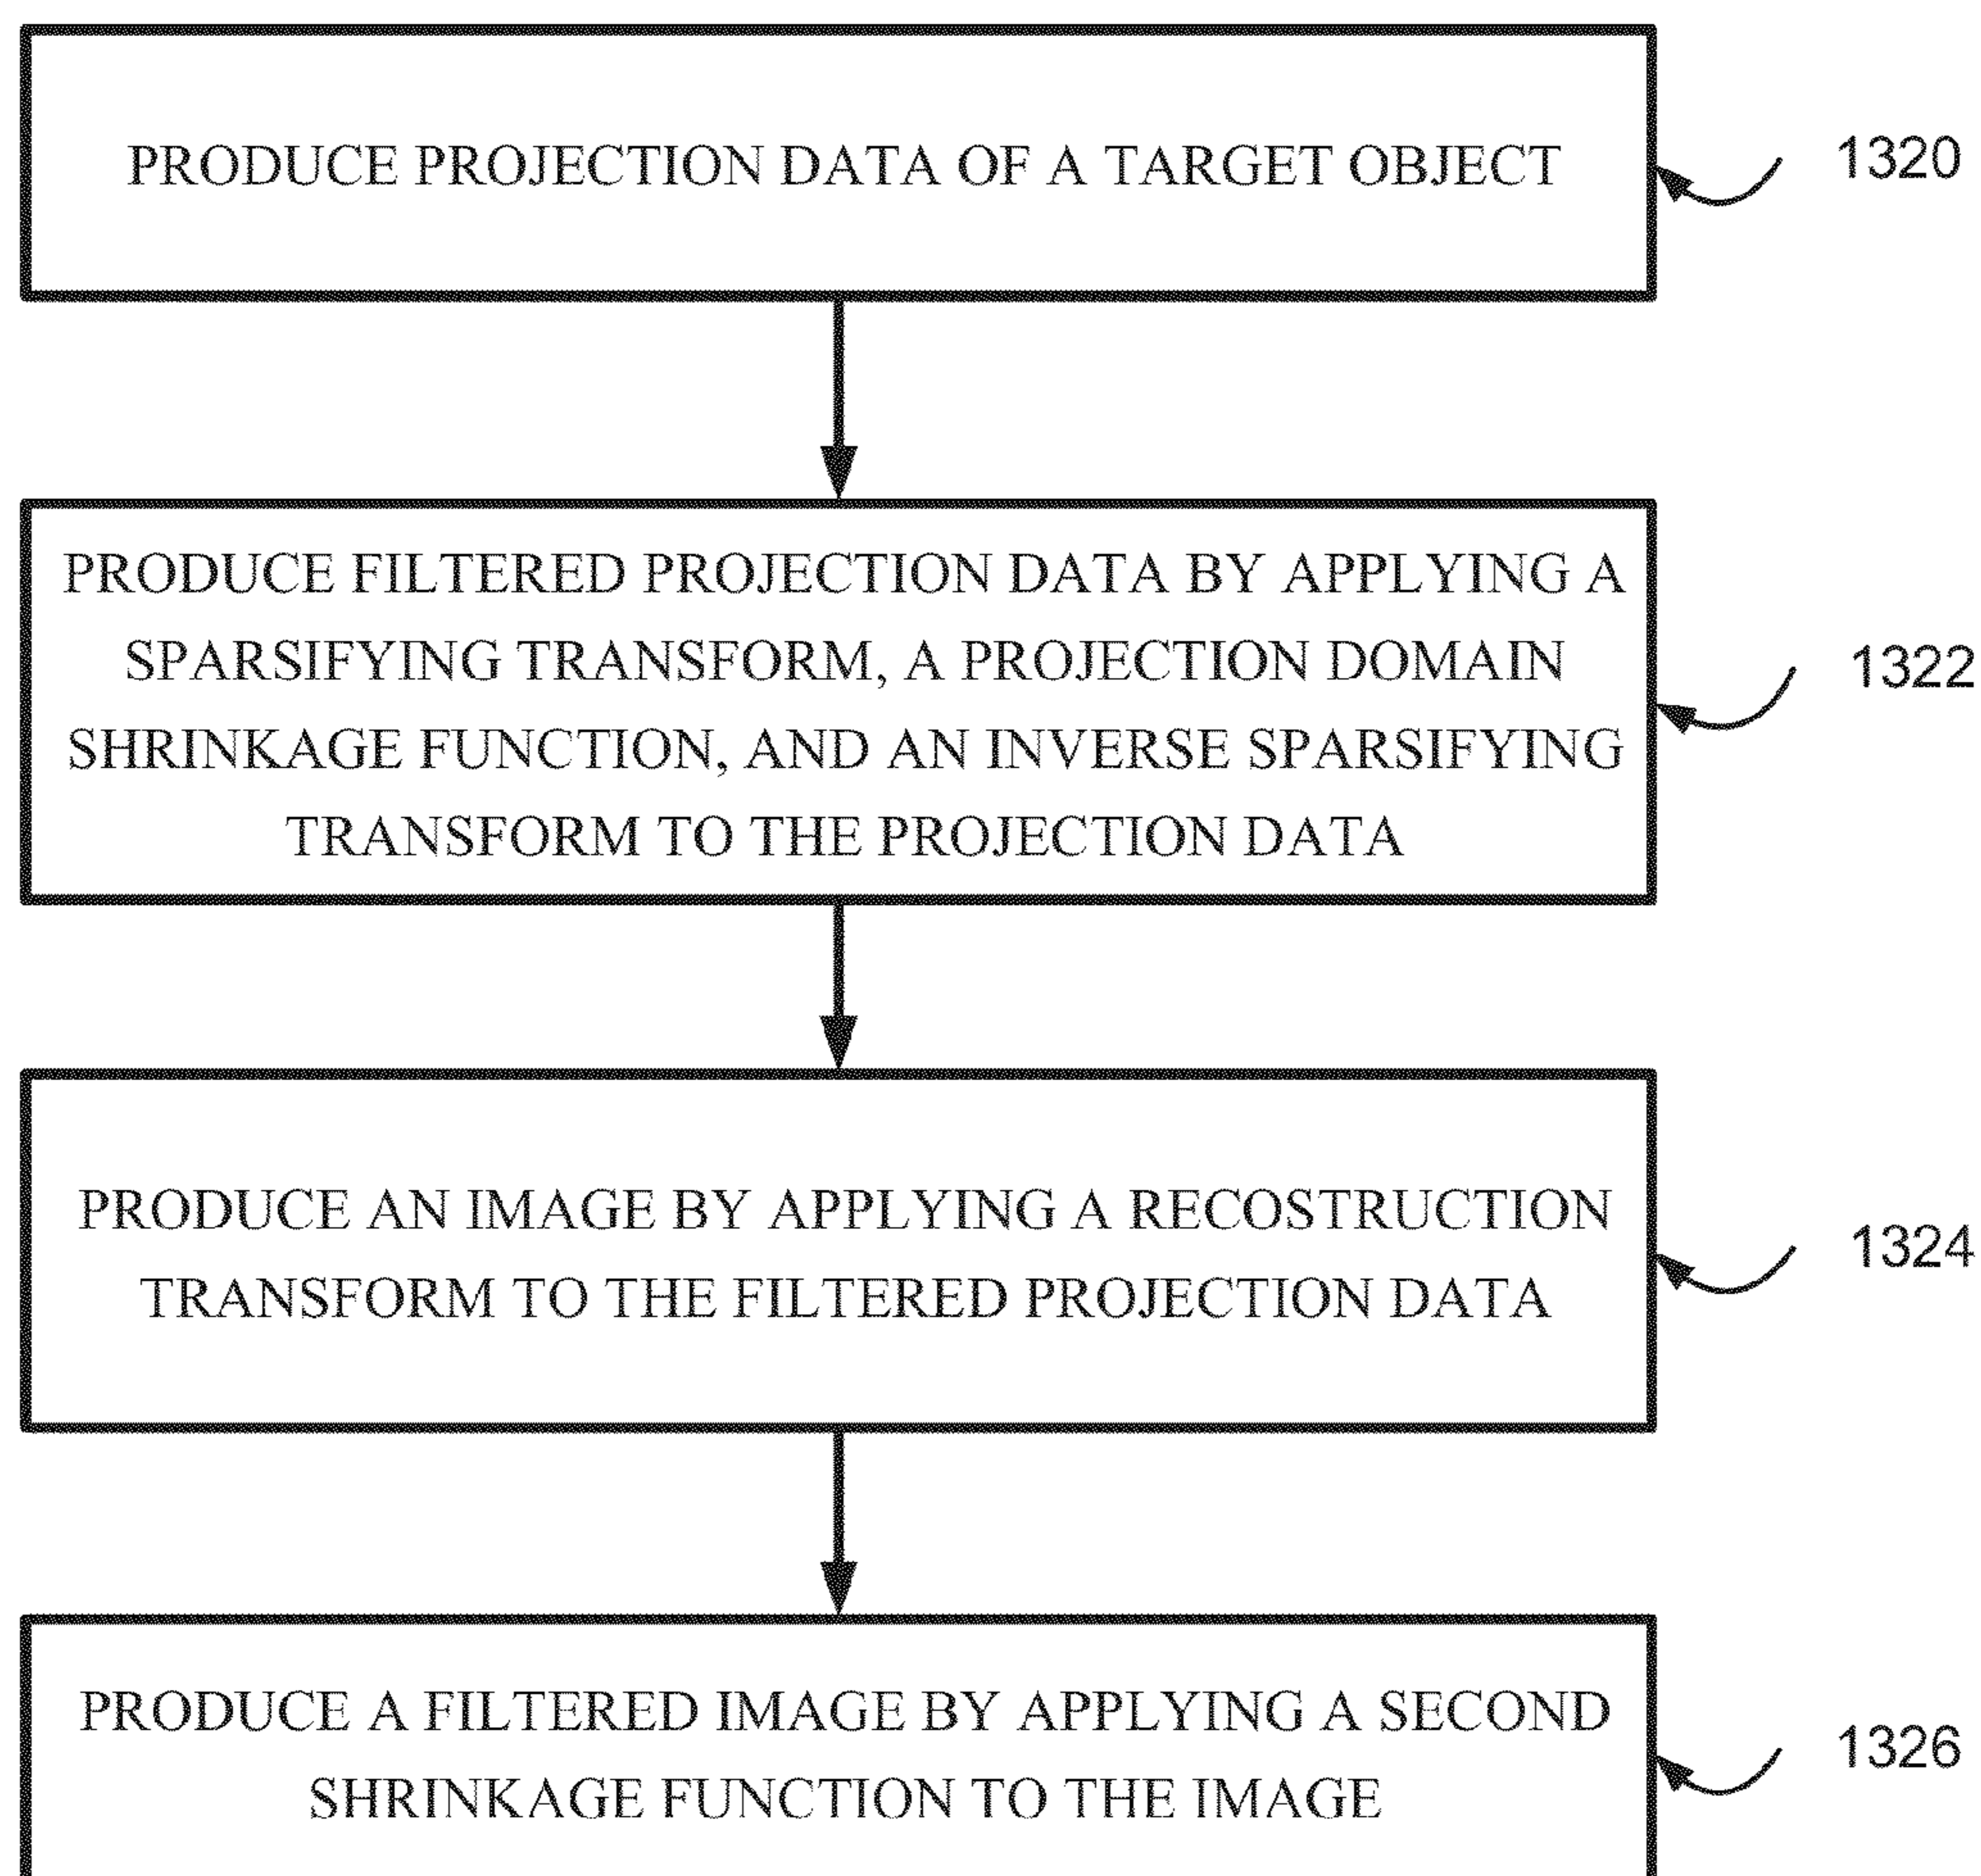 PRODUCE PROJECTION DATA OF A TARGET OBJECT
1320
PRODUCE FILTERED PROJECTION DATA BY APPLYING A
SPARSIFYING TRANSFORM, A PROJECTION DOMAIN
SHRINKAGE FUNCTION, AND AN INVERSE SPARSIFYING
TRANSFORM TO THE PROJECTION DATA
1322
PRODUCE AN IMAGE BY APPLYING A RECOSTRUCTION
TRANSFORM TO THE FILTERED PROJECTION DATA
1324
PRODUCE A FILTERED IMAGE BY APPLYING A SECOND
SHRINKAGE FUNCTION TO THE IMAGE
1326